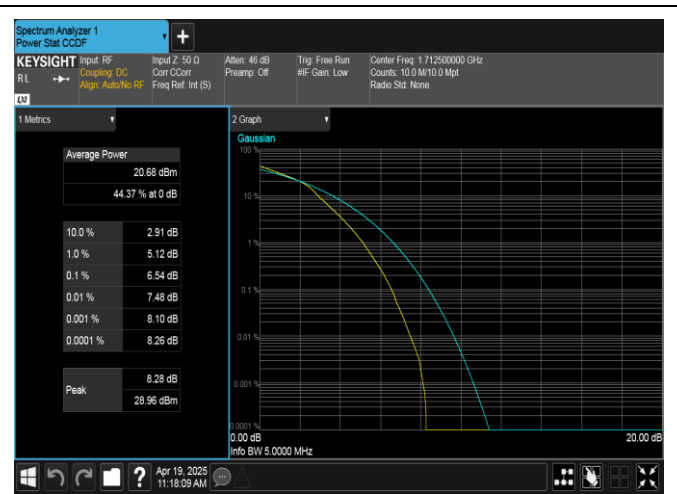 Spectrum Analyzer 1
Power Stat CCDF
+
KEYSIGHT
RL
LXI
Input: RF
Coupling: DC
Align: Auto/No RF
Input Z: 50 Ω
Corr CCorr
Freq Ref: Int (S)
Atten: 46 dB
Preamp: Off
Trig: Free Run
#IF Gain: Low
Center Freq: 1.712500000 GHz
Counts: 10.0 M/10.0 Mpt
Radio Std: None
1 Metrics
Average Power
20.68 dBm
44.37 % at 0 dB
10.0 % 2.91 dB
1.0 % 5.12 dB
0.1 % 6.54 dB
0.01 % 7.48 dB
0.001 % 8.10 dB
0.0001 % 8.26 dB
Peak
8.28 dB
28.96 dBm
2 Graph
Gaussian
100 %
10 %
1 %
0.1 %
0.01 %
0.001 %
0.0001 %
0.00 dB 20.00 dB
Info BW 5.0000 MHz
?
Apr 19, 2025
11:18:09 AM